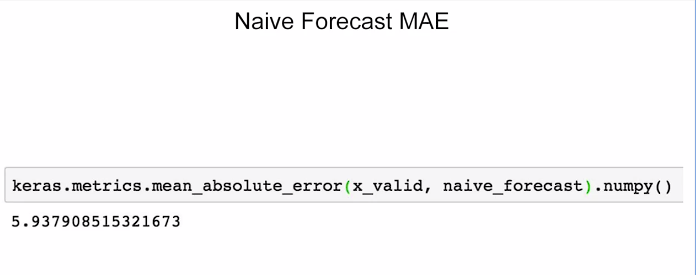 Naive Forecast MAE
keras.metrics.mean_absolute_error(x_valid, naive_forecast).numpy()
5.937908515321673